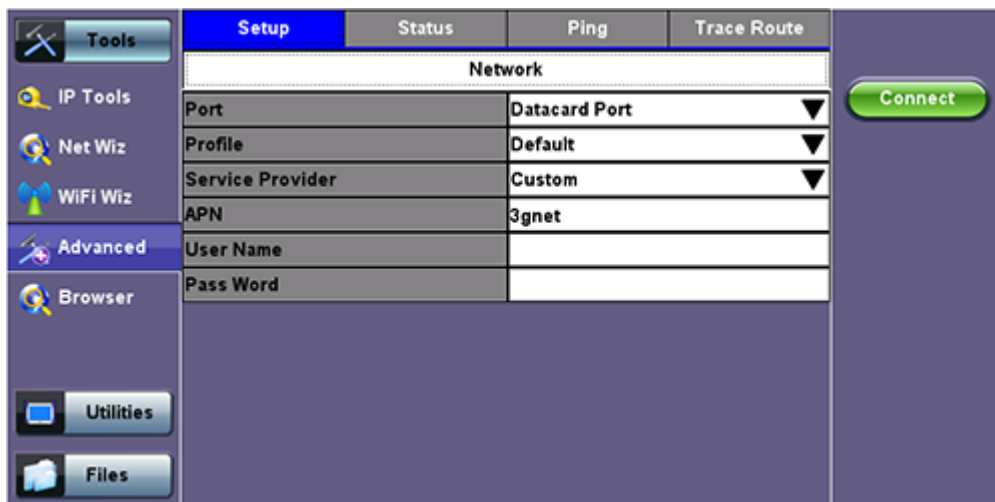 Tools
IP Tools
Net Wiz
WiFi Wiz
Advanced
Browser
Utilities
Files
Setup Status Ping Trace Route
Network
Port Datacard Port
Profile Default
Service Provider Custom
APN 3gnet
User Name
Pass Word
Connect